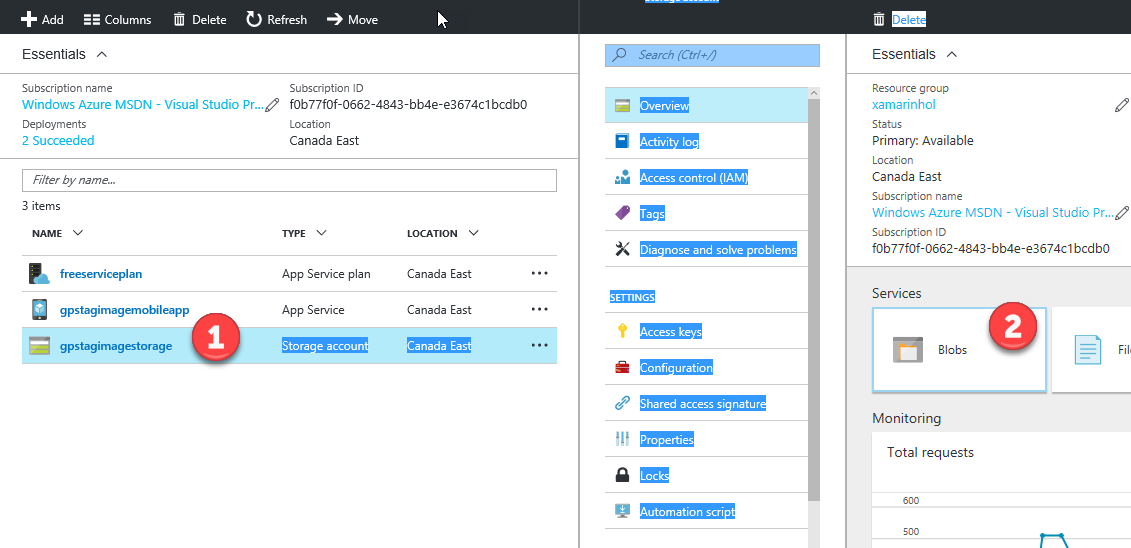 Add Columns Delete Refresh Move
Essentials
Subscription name
Windows Azure MSDN - Visual Studio Pr...
Subscription ID
f0b77f0f-0662-4843-bb4e-e3674c1bcdb0
Deployments
2 Succeeded
Location
Canada East
Filter by name...
3 items
NAME TYPE LOCATION
freeserviceplan App Service plan Canada East ...
gpstagimagemobileapp App Service Canada East ...
gpstagimagestorage Storage account Canada East ...
1
Storage account
Search (Ctrl+/)
Overview
Activity log
Access control (IAM)
Tags
Diagnose and solve problems
SETTINGS
Access keys
Configuration
Shared access signature
Properties
Locks
Automation script
Delete
Essentials
Resource group
xamarinhol
Status
Primary: Available
Location
Canada East
Subscription name
Windows Azure MSDN - Visual Studio Pr...
Subscription ID
f0b77f0f-0662-4843-bb4e-e3674c1bcdb0
Services
Blobs
2
Monitoring
Total requests
600
500